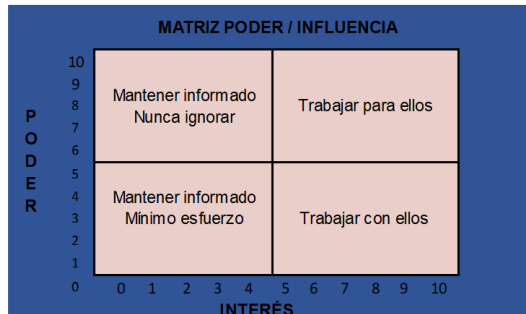 MATRIZ PODER / INFLUENCIA
PODER
10
9
8
7
6
5
4
3
2
1
0
Mantener informado
Nunca ignorar
Trabajar para ellos
Mantener informado
Mínimo esfuerzo
Trabajar con ellos
0 1 2 3 4 5 6 7 8 9 10
INTERÉS